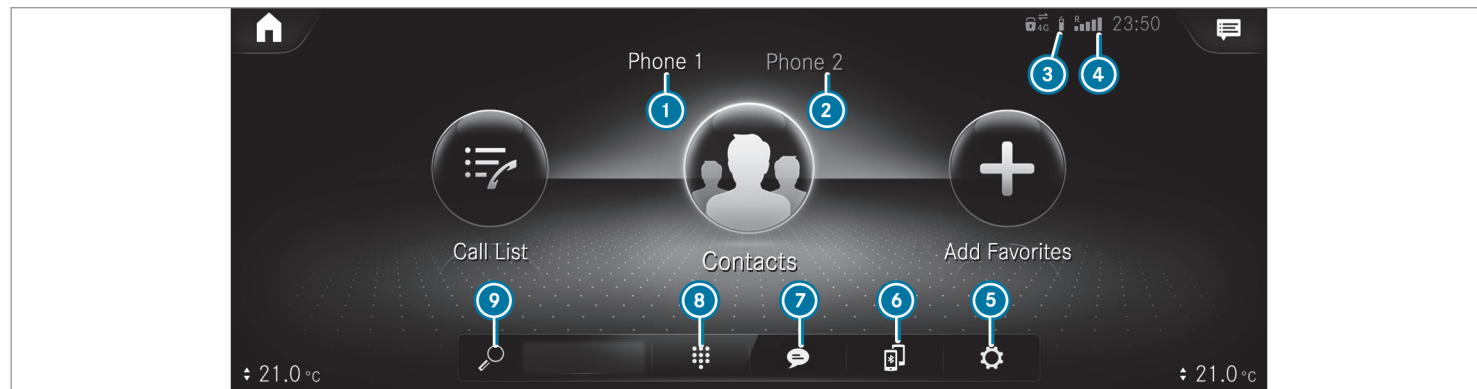 4G R 23:50
Phone 1 Phone 2
3 4
1 2
Call List Contacts Add Favorites
9 8 7 6 5
21.0 °C 21.0 °C